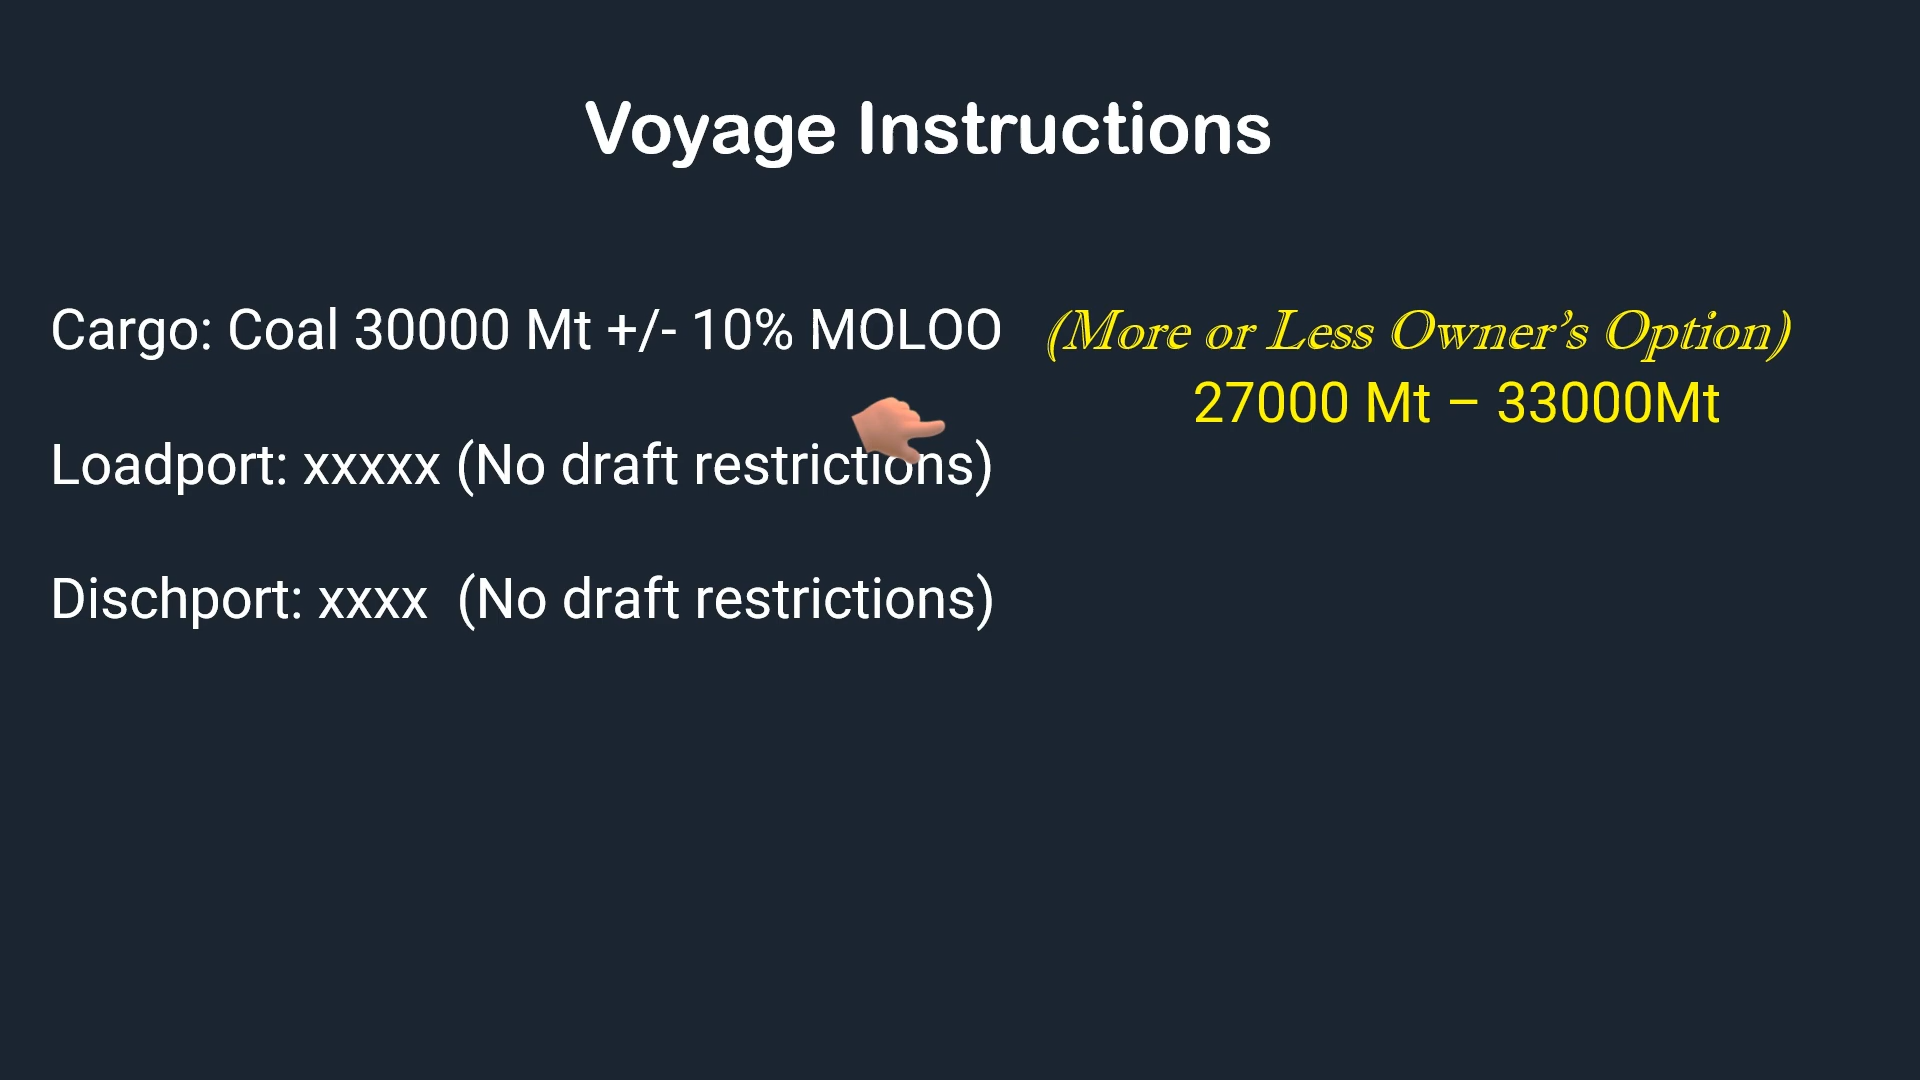 Voyage Instructions
Cargo: Coal 30000 Mt +/- 10% MOLOO (More or Less Owner’s Option)
27000 Mt – 33000Mt
Loadport: xxxxx (No draft restrictions)
Dischport: xxxx (No draft restrictions)